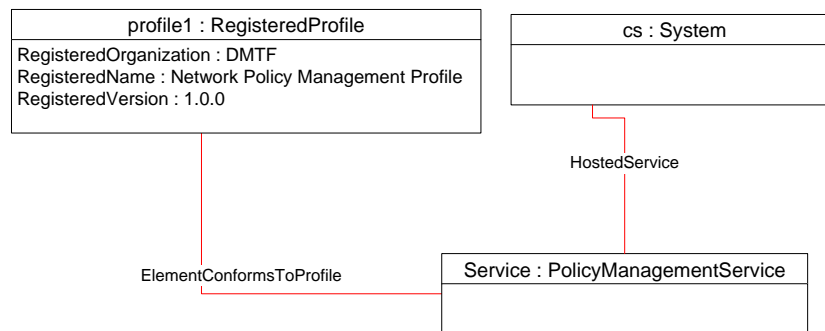 profile1 : RegisteredProfile
RegisteredOrganization : DMTF
RegisteredName : Network Policy Management Profile
RegisteredVersion : 1.0.0
cs : System
HostedService
ElementConformsToProfile
Service : PolicyManagementService